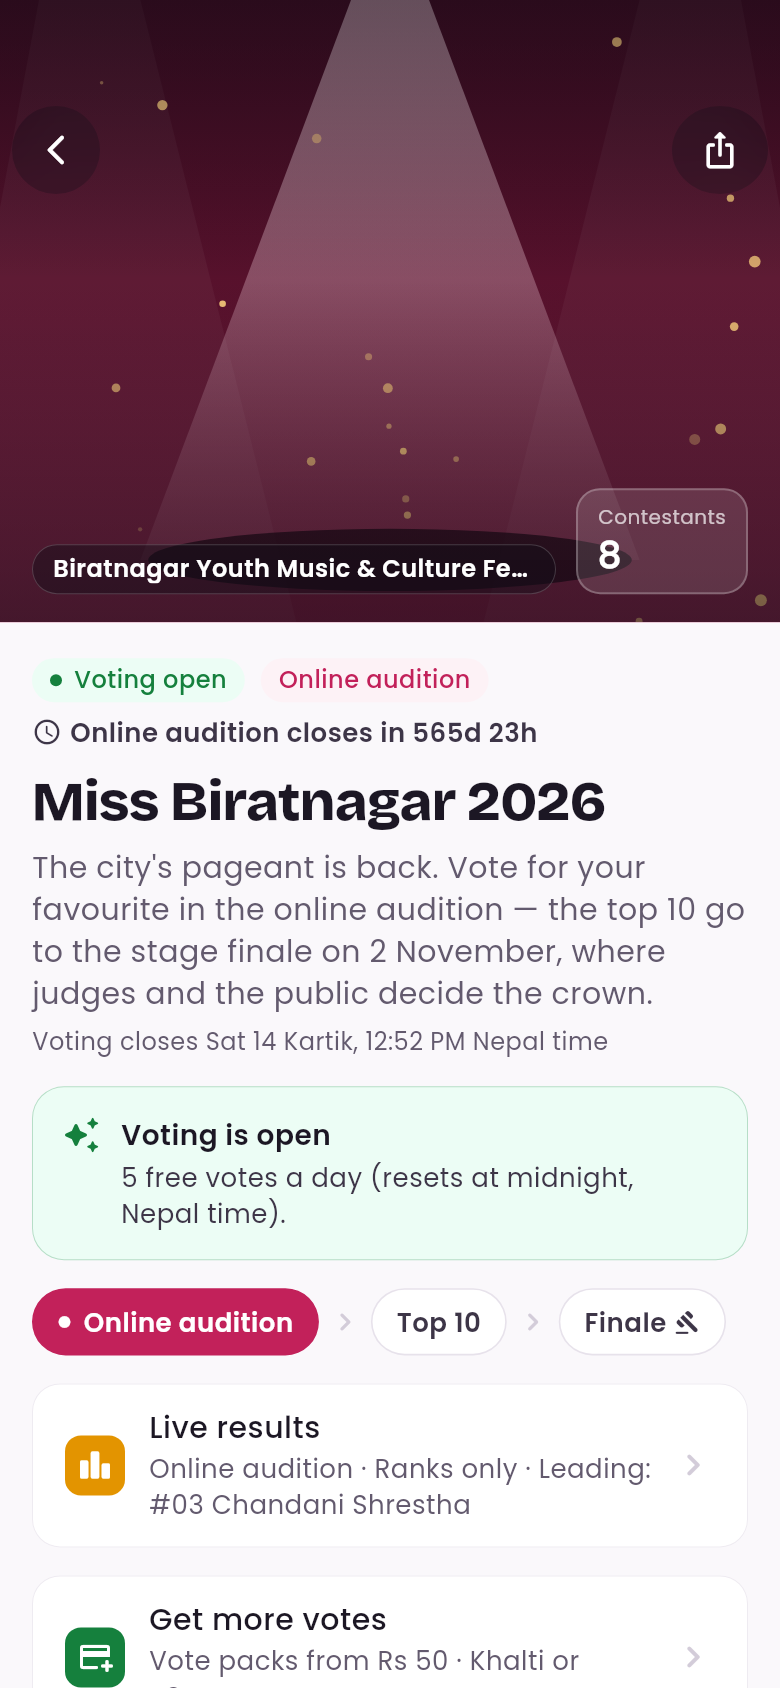 Contestants
8
Biratnagar Youth Music & Culture Fe...
Voting open
Online audition
Online audition closes in 565d 23h
Miss Biratnagar 2026
The city's pageant is back. Vote for your
favourite in the online audition — the top 10 go
to the stage finale on 2 November, where
judges and the public decide the crown.
Voting closes Sat 14 Kartik, 12:52 PM Nepal time
Voting is open
5 free votes a day (resets at midnight,
Nepal time).
Online audition
Top 10
Finale
Live results
Online audition · Ranks only · Leading:
#03 Chandani Shrestha
Get more votes
Vote packs from Rs 50 · Khalti or